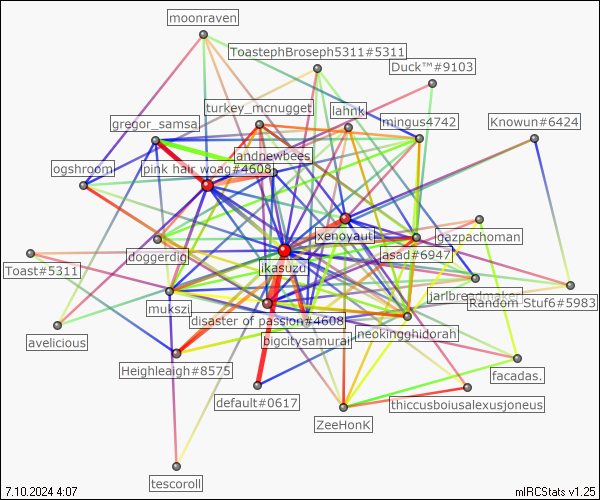 moonraven
ToastephBroseph5311#5311
Duck™#9103
turkey_mcnugget
lahnk
gregor_samsa
mingus4742
Knowun#6424
andnewbees
ogshroom
pink hair woag#4608
xenoyauti
gazpachoman
doggerdig
jasad#6947
Toast#5311
ikasuzu
jarlbreadmaker
Random Stuf6#5983
mukszi
disaster of passion#4608
avelicious
bigcitysamurai
neokingghidorah
Heighleaigh#8575
facadas.
default#0617
thiccusboiusalexusjoneus
ZeeHonK
tescoroll
7.10.2024 4:07
mIRCStats v1.25